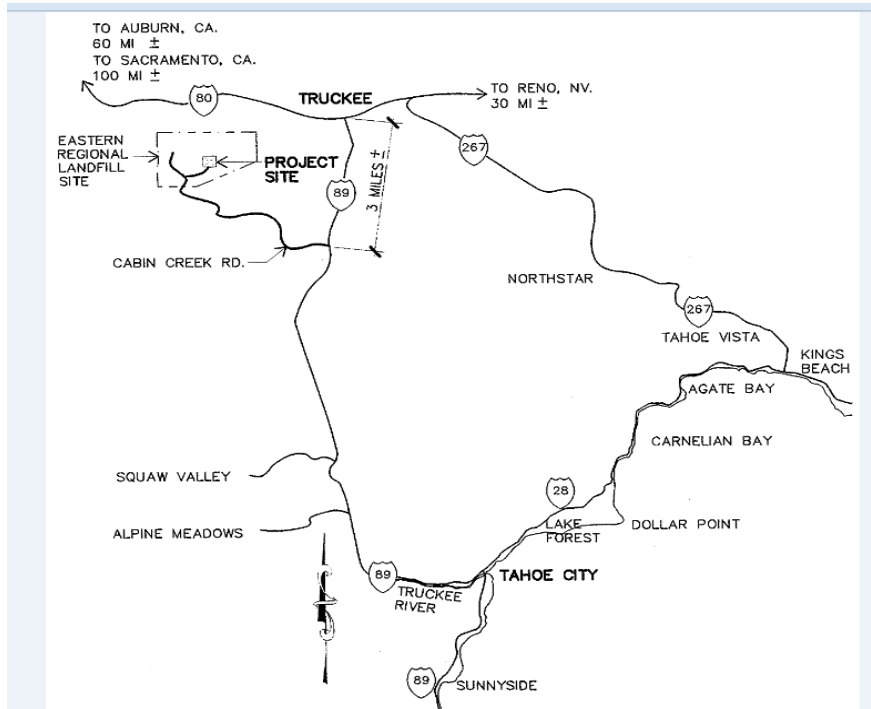 TO AUBURN, CA.
60 MI ±
TO SACRAMENTO, CA.
100 MI ±
80
TRUCKEE
TO RENO, NV.
30 MI ±
EASTERN
REGIONAL
LANDFILL
SITE
PROJECT
SITE
89
3 MILES ±
267
CABIN CREEK RD.
NORTHSTAR
267
TAHOE VISTA
KINGS
BEACH
AGATE BAY
CARNELIAN BAY
SQUAW VALLEY
28
LAKE
FOREST
DOLLAR POINT
ALPINE MEADOWS
89
TRUCKEE
RIVER
TAHOE CITY
89
SUNNYSIDE